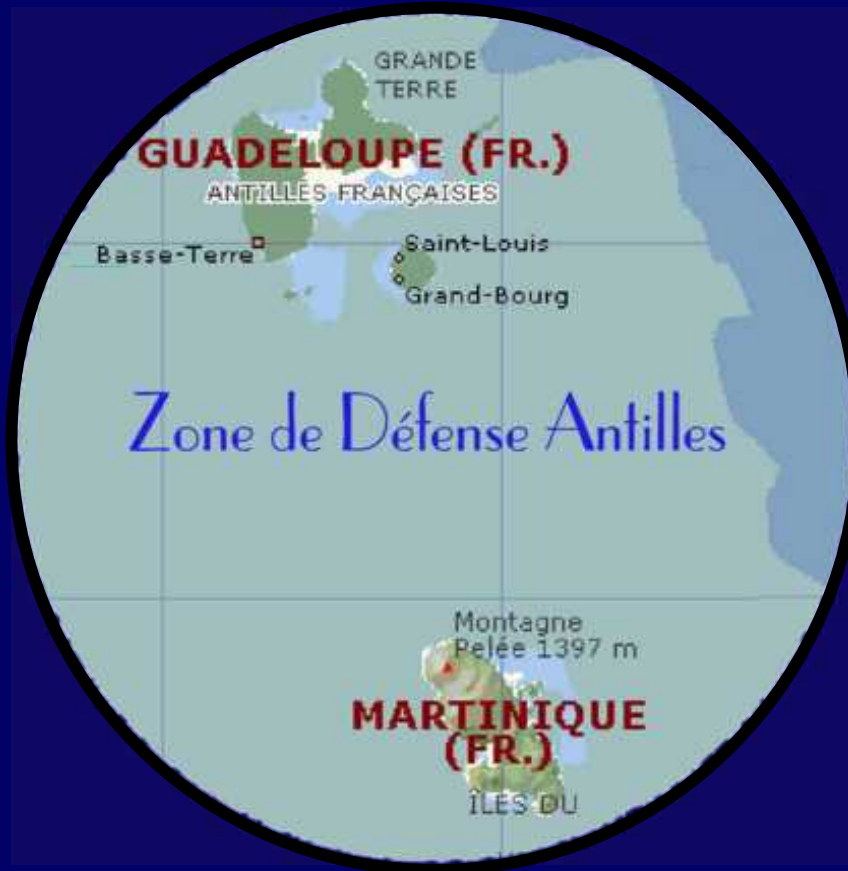 GRANDE
TERRE
GUADELOUPE (FR.)
ANTILLES FRANÇAISES
Basse-Terre
Saint-Louis
Grand-Bourg
Zone de Défense Antilles
Montagne
Pelée 1397 m
MARTINIQUE
(FR.)
ÎLES DU